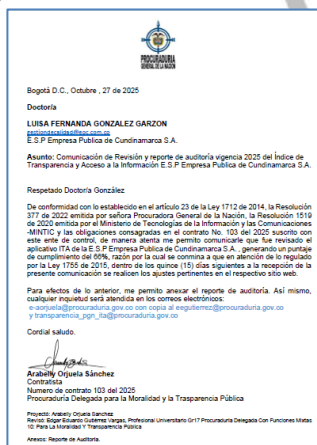 PROCURADURIA
GENERAL DE LA NACION
Bogotá D.C., Octubre , 27 de 2025
Doctor/a
LUISA FERNANDA GONZALEZ GARZON
gestiondecalidad@epc.com.co
E.S.P Empresa Publica de Cundinamarca S.A.
Asunto: Comunicación de Revisión y reporte de auditoría vigencia 2025 del Índice de
Transparencia y Acceso a la Información E.S.P Empresa Publica de Cundinamarca S.A.
Respetado Doctor/a González
De conformidad con lo establecido en el artículo 23 de la Ley 1712 de 2014, la Resolución
377 de 2022 emitida por señora Procuradora General de la Nación, la Resolución 1519
de 2020 emitida por el Ministerio de Tecnologías de la Información y las Comunicaciones
-MINTIC y las obligaciones consagradas en el contrato No. 103 del 2025 suscrito con
este ente de control, de manera atenta me permito comunicarle que fue revisado el
aplicativo ITA de la E.S.P Empresa Publica de Cundinamarca S.A. , generando un puntaje
de cumplimiento del 66%, razón por la cual se conmina a que en atención de lo regulado
por la Ley 1755 de 2015, dentro de los quince (15) días siguientes a la recepción de la
presente comunicación se realicen los ajustes pertinentes en el respectivo sitio web.
Para efectos de lo anterior, me permito anexar el reporte de auditoría. Así mismo,
cualquier inquietud será atendida en los correos electrónicos:
e-aorjuela@procuraduria.gov.co con copia al eegutierrez@procuraduria.gov.co
y transparencia_pgn_ita@procuraduria.gov.co
Cordial saludo.
Arabelly Orjuela Sánchez
Contratista
Numero de contrato 103 del 2025
Procuraduría Delegada para la Moralidad y la Trasparencia Pública
Proyectó: Arabelly Orjuela Sánchez
Revisó: Edgar Eduardo Gutiérrez Vargas, Profesional Universitario Gr17 Procuraduría Delegada Con Funciones Mixtas
10: Para La Moralidad Y Transparencia Pública
Anexos: Reporte de Auditoría.